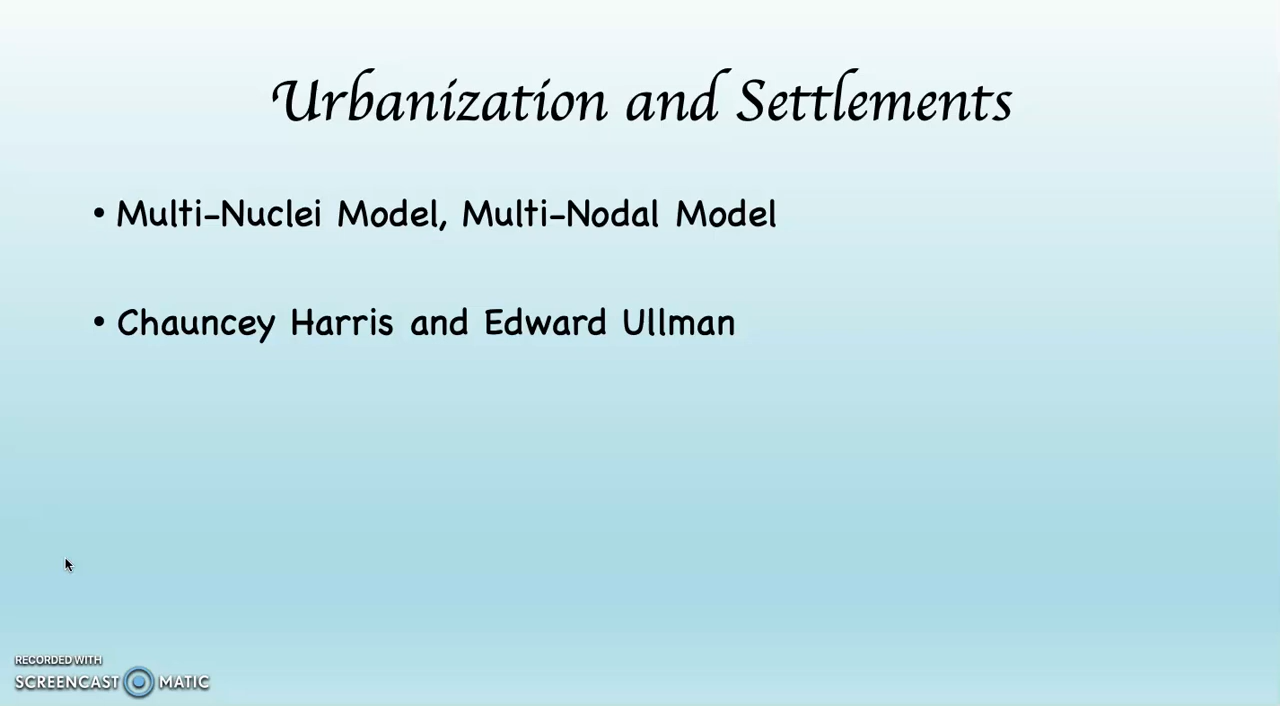 Urbanization and Settlements
• Multi-Nuclei Model, Multi-Nodal Model
• Chauncey Harris and Edward Ullman
RECORDED WITH
SCREENCAST MATIC